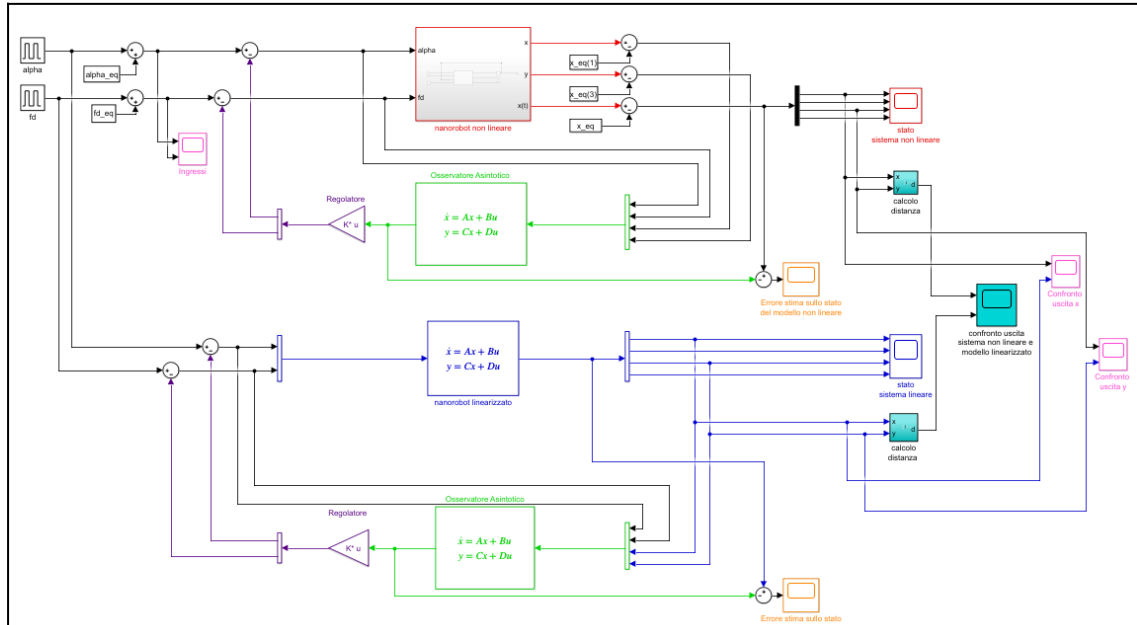 alpha
alpha_eq
fd
fd_eq
Ingressi
alpha
fd
x
y
x(t)
nanorobot non lineare
x_eq(1)
x_eq(3)
x_eq
stato
sistema non lineare
x
y
d
calcolo
distanza
Regolatore
K* u
Osservatore Asintotico
ẋ = Ax + Bu
y = Cx + Du
Errore stima sullo stato
del modello non lineare
Confronto
uscita x
confronto uscita
sistema non lineare e
modello linearizzato
Confronto
uscita y
ẋ = Ax + Bu
y = Cx + Du
nanorobot linearizzato
stato
sistema lineare
x
y
d
calcolo
distanza
Regolatore
K* u
Osservatore Asintotico
ẋ = Ax + Bu
y = Cx + Du
Errore stima sullo stato